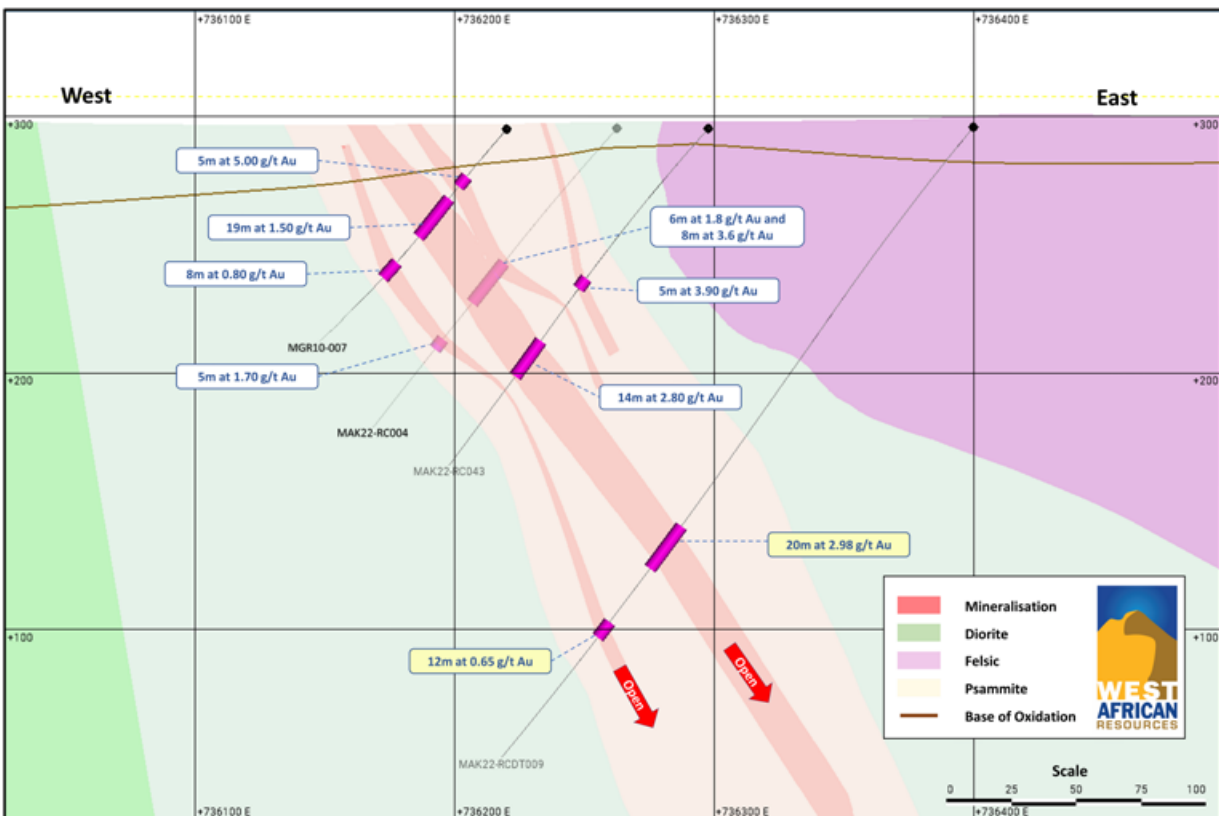 +736100 E
+736200 E
+736300 E
+736400 E
West
East
+300
+300
5m at 5.00 g/t Au
19m at 1.50 g/t Au
6m at 1.8 g/t Au and
8m at 3.6 g/t Au
8m at 0.80 g/t Au
5m at 3.90 g/t Au
MGR10-007
5m at 1.70 g/t Au
+200
+200
14m at 2.80 g/t Au
MAK22-RC004
MAK22-RC043
20m at 2.98 g/t Au
+100
+100
12m at 0.65 g/t Au
Open
Open
Mineralisation
Diorite
Felsic
Psammite
Base of Oxidation
WEST
AFRICAN
RESOURCES
MAK22-RCDT009
Scale
0 25 50 75 100
+736100 E
+736200 E
+736300 E
+736400 E